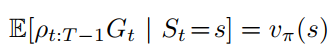 𝔼[ρ_{t:T−1}G_t | S_t=s] = v_π(s)